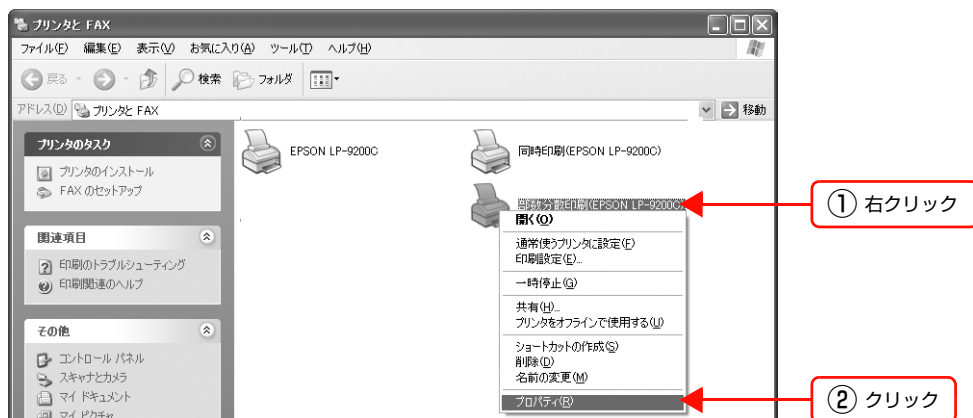 プリンタと FAX
ファイル(F) 編集(E) 表示(V) お気に入り(A) ツール(T) ヘルプ(H)
戻る 検索 フォルダ
アドレス(D) プリンタと FAX 移動
プリンタのタスク
プリンタのインストール
FAX のセットアップ
関連項目
印刷のトラブルシューティング
印刷関連のヘルプ
その他
コントロール パネル
スキャナとカメラ
マイ ドキュメント
マイ ピクチャ
EPSON LP-9200C
同時印刷(EPSON LP-9200C)
部数分散印刷(EPSON LP-9200C)
開く(O)
通常使うプリンタに設定(F)
印刷設定(E)...
一時停止(G)
共有(H)...
プリンタをオフラインで使用する(U)
ショートカットの作成(S)
削除(D)
名前の変更(M)
プロパティ(R)
① 右クリック
② クリック